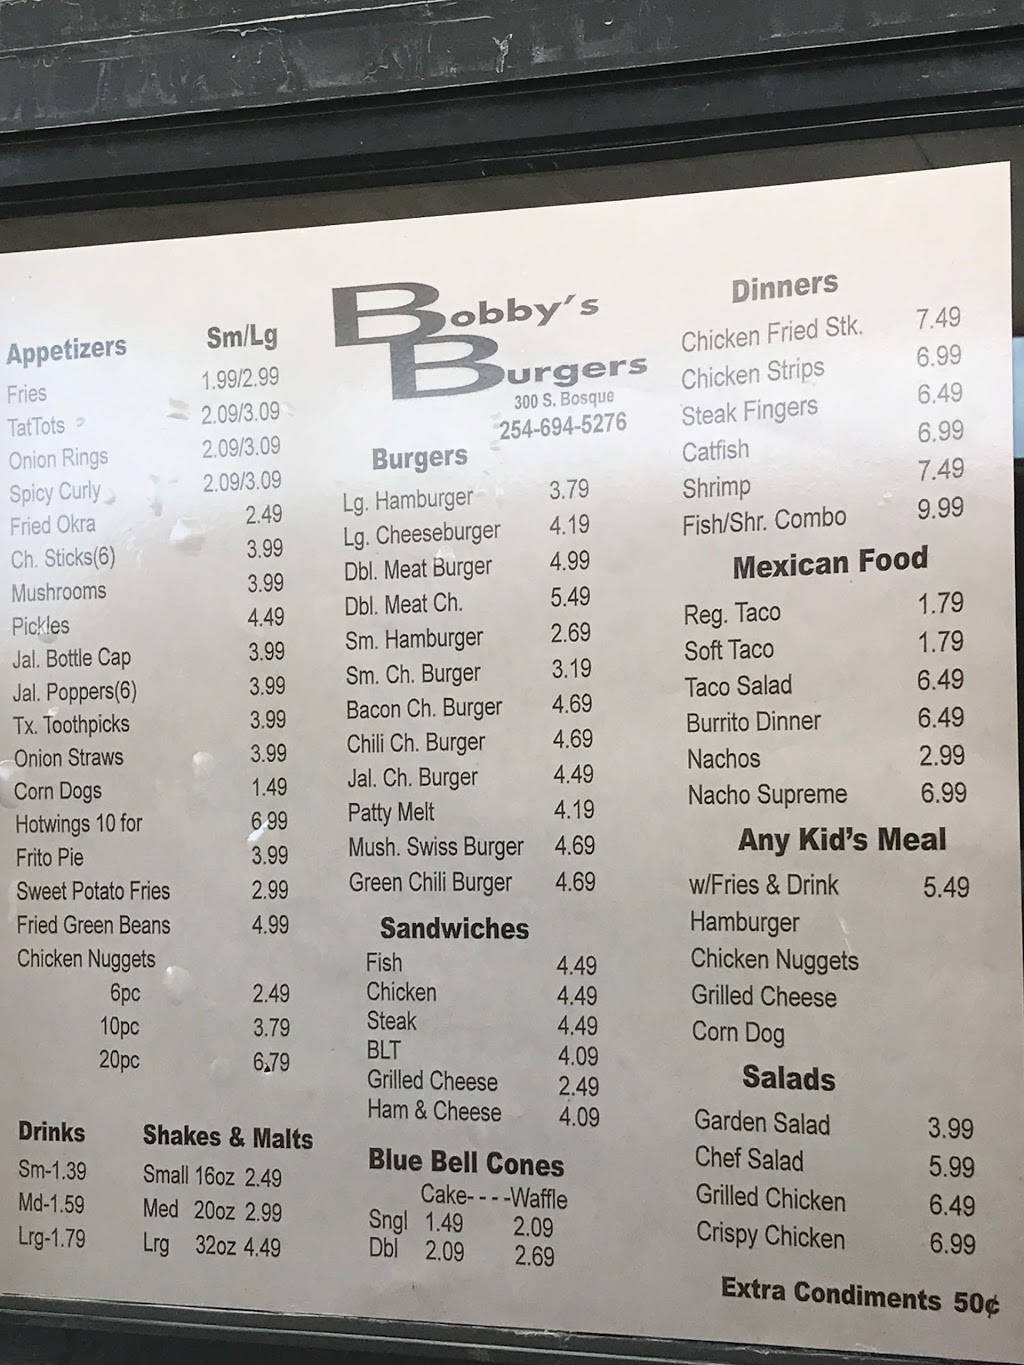 Bobby's
Burgers
300 S. Bosque
254-694-5276
Appetizers Sm/Lg
Fries 1.99/2.99
TatTots 2.09/3.09
Onion Rings 2.09/3.09
Spicy Curly 2.09/3.09
Fried Okra 2.49
Ch. Sticks(6) 3.99
Mushrooms 3.99
Pickles 4.49
Jal. Bottle Cap 3.99
Jal. Poppers(6) 3.99
Tx. Toothpicks 3.99
Onion Straws 3.99
Corn Dogs 1.49
Hotwings 10 for 6.99
Frito Pie 3.99
Sweet Potato Fries 2.99
Fried Green Beans 4.99
Chicken Nuggets
6pc 2.49
10pc 3.79
20pc 6.79
Drinks
Sm-1.39
Md-1.59
Lrg-1.79
Shakes & Malts
Small 16oz 2.49
Med 20oz 2.99
Lrg 32oz 4.49
Burgers
Lg. Hamburger 3.79
Lg. Cheeseburger 4.19
Dbl. Meat Burger 4.99
Dbl. Meat Ch. 5.49
Sm. Hamburger 2.69
Sm. Ch. Burger 3.19
Bacon Ch. Burger 4.69
Chili Ch. Burger 4.69
Jal. Ch. Burger 4.49
Patty Melt 4.19
Mush. Swiss Burger 4.69
Green Chili Burger 4.69
Sandwiches
Fish 4.49
Chicken 4.49
Steak 4.49
BLT 4.09
Grilled Cheese 2.49
Ham & Cheese 4.09
Blue Bell Cones
Cake- - - -Waffle
Sngl 1.49 2.09
Dbl 2.09 2.69
Dinners
Chicken Fried Stk. 7.49
Chicken Strips 6.99
Steak Fingers 6.49
Catfish 6.99
Shrimp 7.49
Fish/Shr. Combo 9.99
Mexican Food
Reg. Taco 1.79
Soft Taco 1.79
Taco Salad 6.49
Burrito Dinner 6.49
Nachos 2.99
Nacho Supreme 6.99
Any Kid's Meal
w/Fries & Drink 5.49
Hamburger
Chicken Nuggets
Grilled Cheese
Corn Dog
Salads
Garden Salad 3.99
Chef Salad 5.99
Grilled Chicken 6.49
Crispy Chicken 6.99
Extra Condiments 50¢